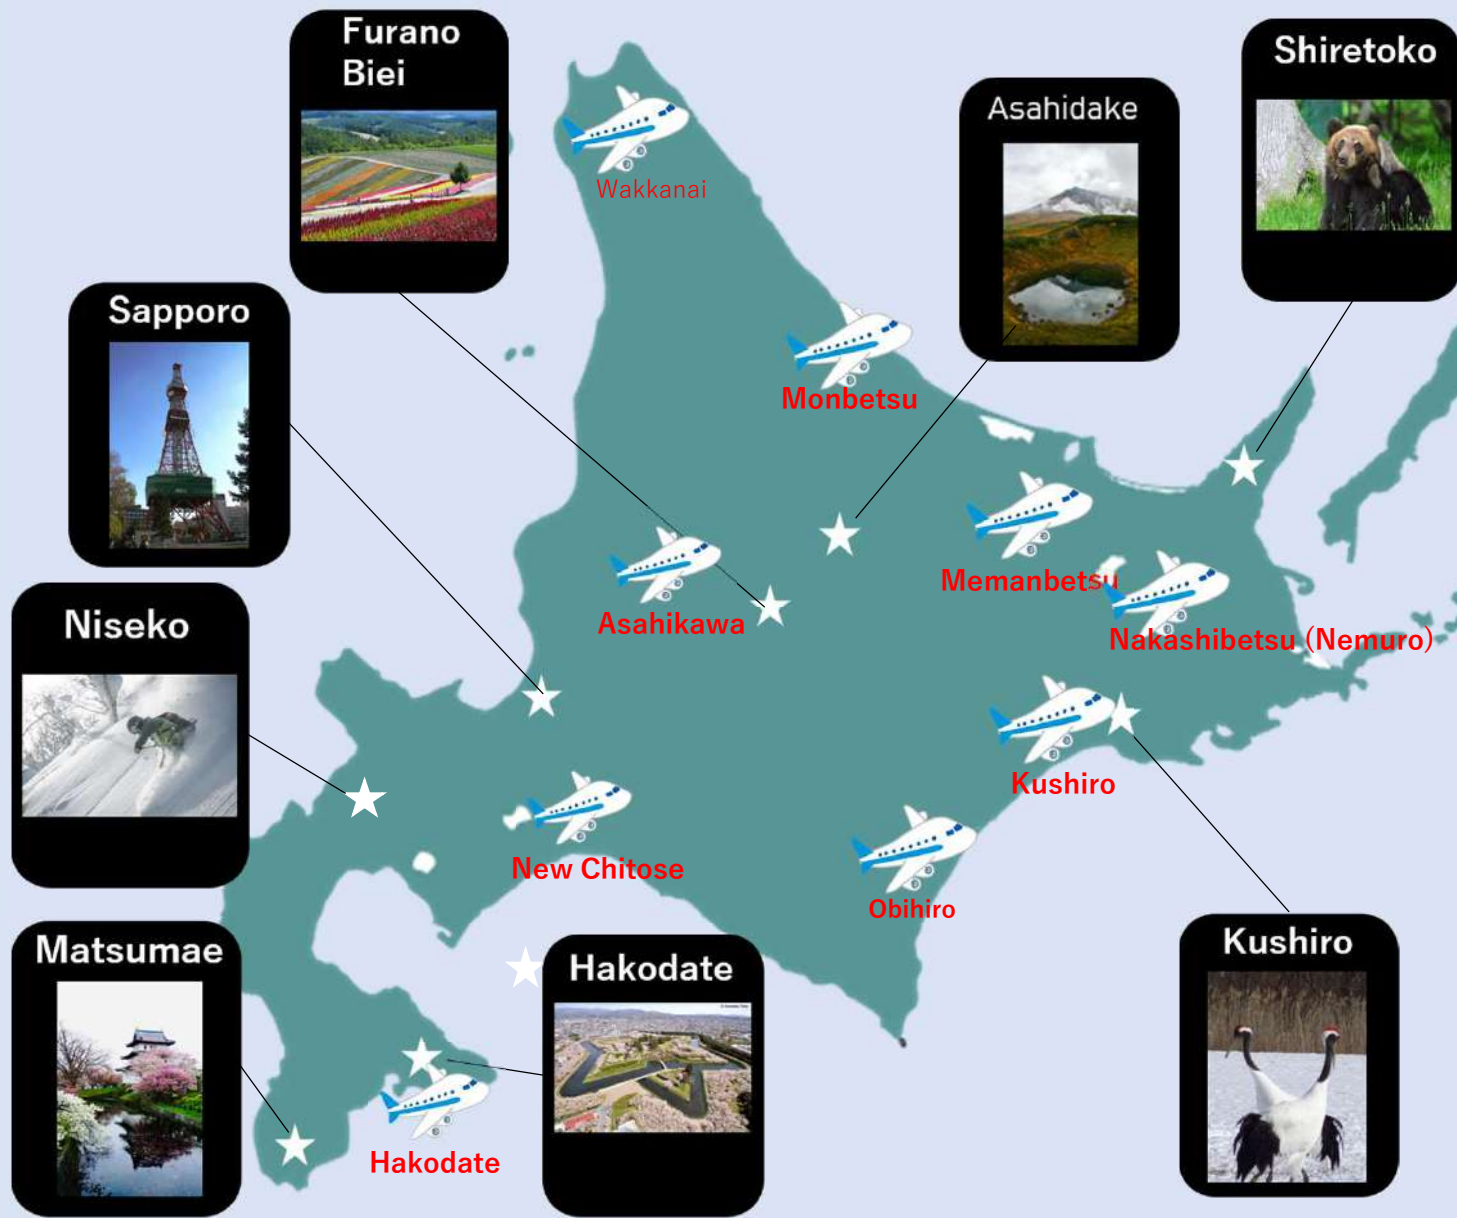 Furano
Biei
Shiretoko
Asahidake
Wakkanai
Sapporo
Monbetsu
Memanbetsu
Niseko
Asahikawa
Nakashibetsu (Nemuro)
Kushiro
New Chitose
Obihiro
Matsumae
Hakodate
Kushiro
Hakodate